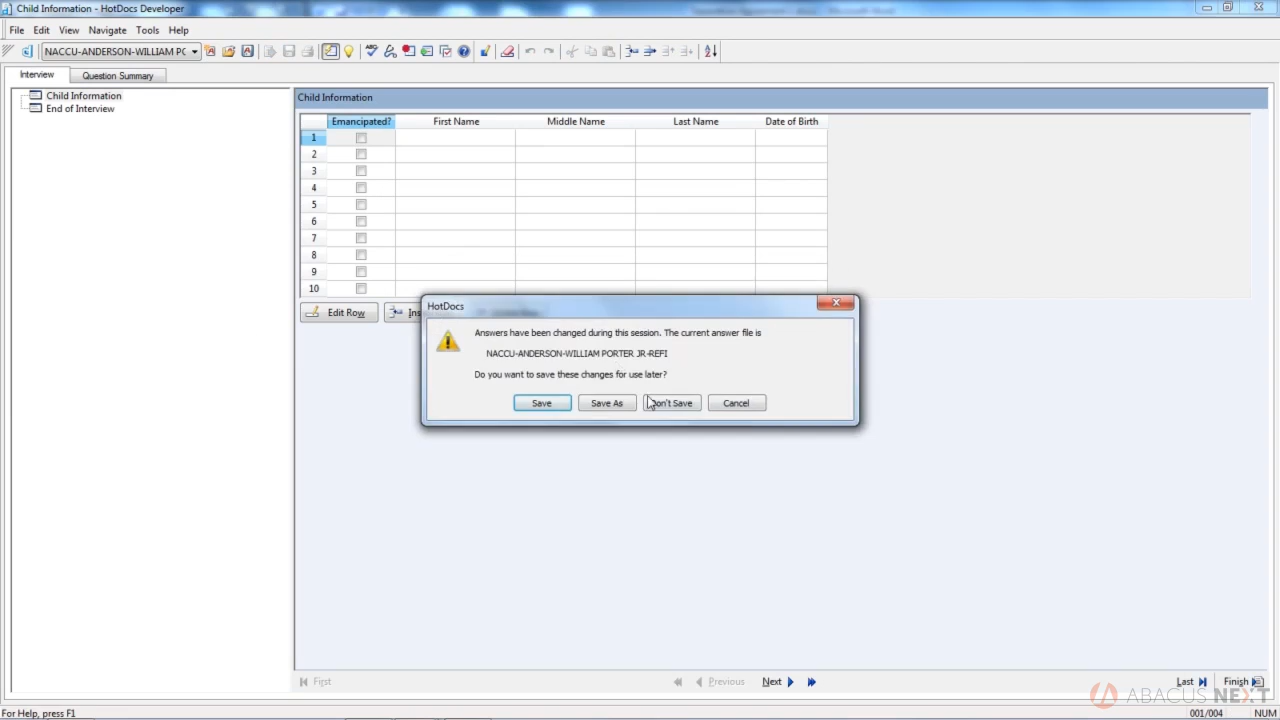 Child Information - HotDocs Developer
File Edit View Navigate Tools Help
NACCU-ANDERSON-WILLIAM PC
Interview Question Summary
Child Information
End of Interview
Child Information
Emancipated? First Name Middle Name Last Name Date of Birth
1
2
3
4
5
6
7
8
9
10
Edit Row Ins
HotDocs
Answers have been changed during this session. The current answer file is
NACCU-ANDERSON-WILLIAM PORTER JR-REFI
Do you want to save these changes for use later?
Save Save As Don't Save Cancel
First Previous Next Last Finish
ABACUS NEXT
For Help, press F1 001/004 NUM